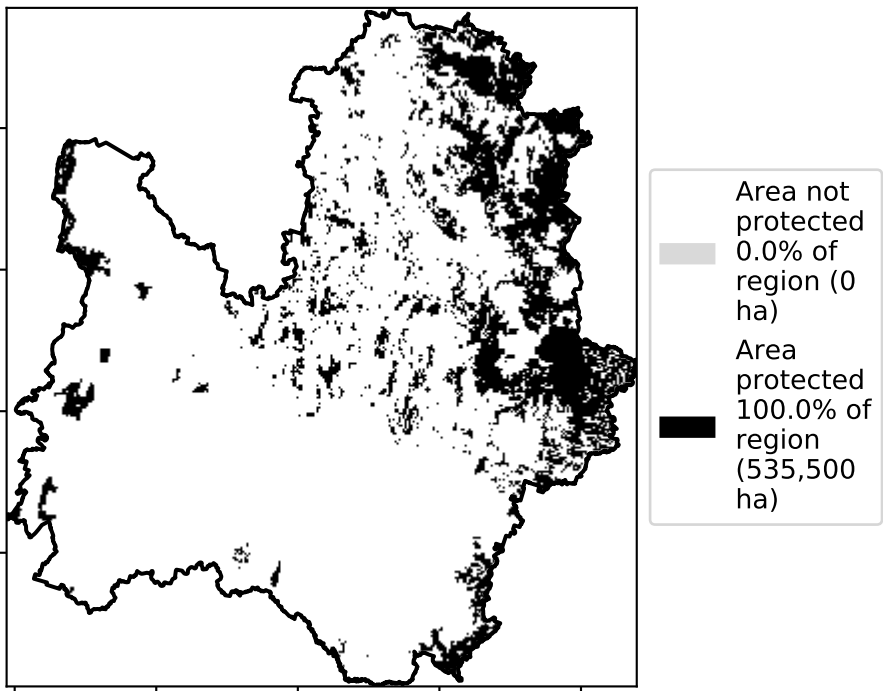 Area not
protected
0.0% of
region (0
ha)
Area
protected
100.0% of
region
(535,500
ha)